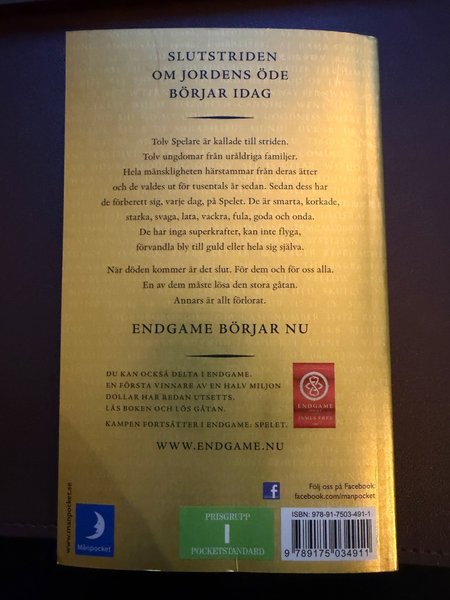 SLUTSTRIDEN
OM JORDENS ÖDE
BÖRJAR IDAG
Tolv Spelare är kallade till striden.
Tolv ungdomar från uråldriga familjer.
Hela mänskligheten härstammar från deras ätter
och de valdes ut för tusentals år sedan. Sedan dess har
de förberett sig, varje dag, på Spelet. De är smarta, korkade,
starka, svaga, lata, vackra, fula, goda och onda.
De har inga superkrafter, kan inte flyga,
förvandla bly till guld eller hela sig själva.
När döden kommer är det slut. För dem och för oss alla.
En av dem måste lösa den stora gåtan.
Annars är allt förlorat.
ENDGAME BÖRJAR NU
DU KAN OCKSÅ DELTA I ENDGAME.
EN FÖRSTA VINNARE AV EN HALV MILJON
DOLLAR HAR REDAN UTSETTS.
LÄS BOKEN OCH LÖS GÅTAN.
KAMPEN FORTSÄTTER I ENDGAME: SPELET.
WWW.ENDGAME.NU
ENDGAME
JAMES FREY
www.manpocket.se
Månpocket
PRISGRUPP
1
POCKETSTANDARD
f
Följ oss på Facebook:
facebook.com/manpocket
ISBN: 978-91-7503-491-1
9 789175 034911